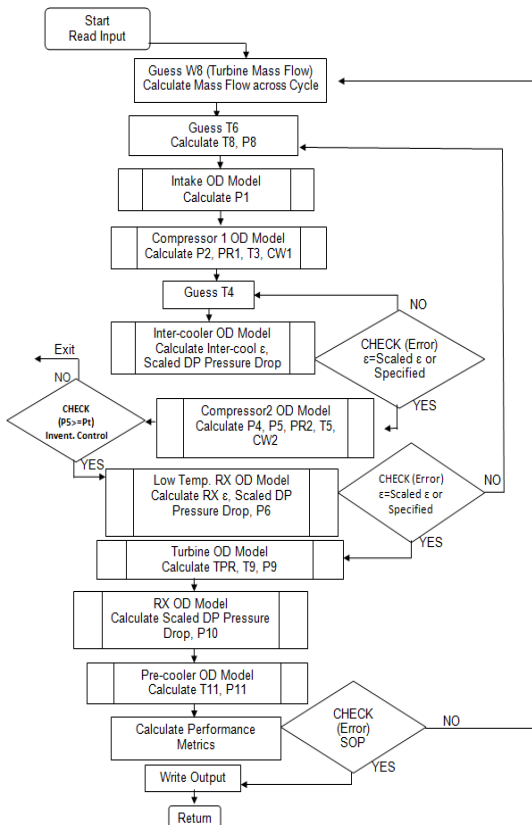 Start
Read Input
Guess W8 (Turbine Mass Flow)
Calculate Mass Flow across Cycle
Guess T6
Calculate T8, P8
Intake OD Model
Calculate P1
Compressor 1 OD Model
Calculate P2, PR1, T3, CW1
Guess T4
NO
Inter-cooler OD Model
Calculate Inter-cool ε,
Scaled DP Pressure Drop
CHECK (Error)
ε=Scaled ε or
Specified
YES
Exit
NO
CHECK
(P5>=Pt)
Invent. Control
YES
Compressor2 OD Model
Calculate P4, P5, PR2, T5,
CW2
Low Temp. RX OD Model
Calculate RX ε, Scaled DP
Pressure Drop, P6
CHECK (Error)
ε=Scaled ε or
Specified
NO
YES
Turbine OD Model
Calculate TPR, T9, P9
RX OD Model
Calculate Scaled DP Pressure
Drop, P10
Pre-cooler OD Model
Calculate T11, P11
Calculate Performance
Metrics
CHECK
(Error)
SOP
NO
YES
Write Output
Return